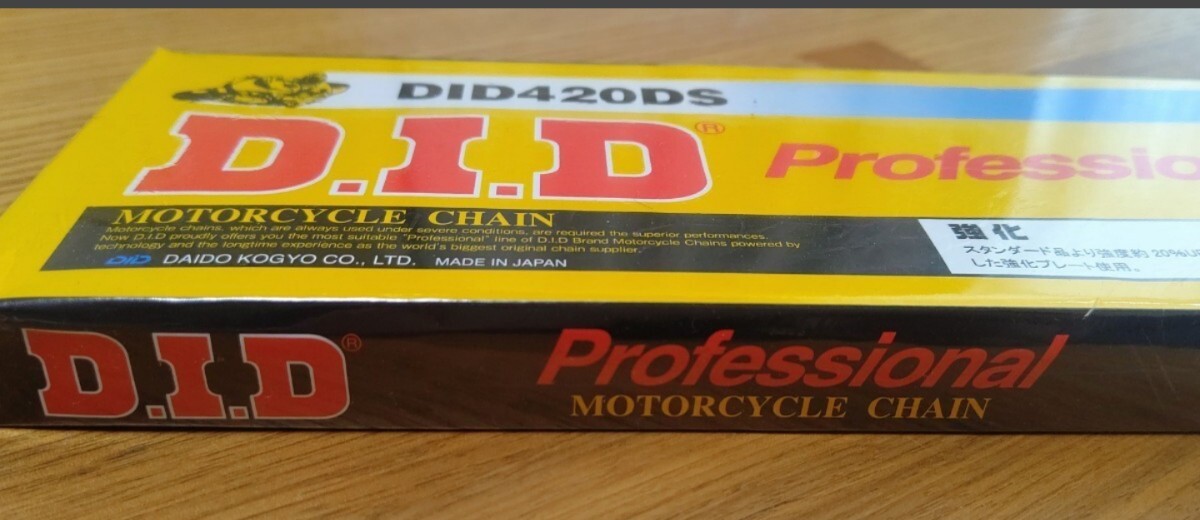 DID420DS
D.I.D® Professio
MOTORCYCLE CHAIN
Motorcycle chains, which are always used under severe conditions, are required the superior performances.
Now D.I.D proudly offers you the most suitable "Professional" line of D.I.D Brand Motorcycle Chains powered by
technology and the longtime experience as the world's biggest original chain supplier.
DID DAIDO KOGYO CO., LTD. MADE IN JAPAN
強化
スタンダード品より強度約20%UP
した強化プレート使用。
D.I.D® Professional
MOTORCYCLE CHAIN